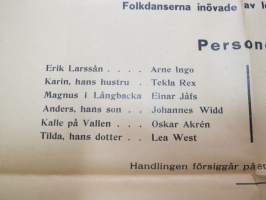 Folkdanserna inövade av
Person
Erik Larssån . . . . Arne Ingo
Karin, hans hustru . Tekla Rex
Magnus i Långbacka Einar Jåfs
Anders, hans son . . Johannes Widd
Kalle på Vallen . . . Oskar Akrén
Tilda, hans dotter . . Lea West
Handlingen försiggår på